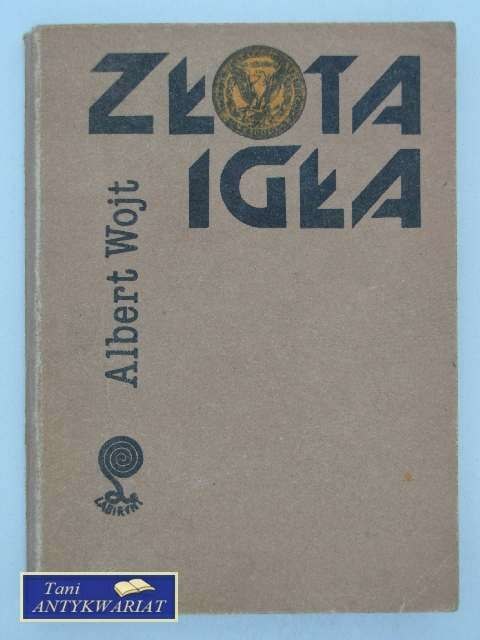 ZŁOTA
IGŁA
Albert Wojt
LABIRYNT
Tani
ANTYKWARIAT